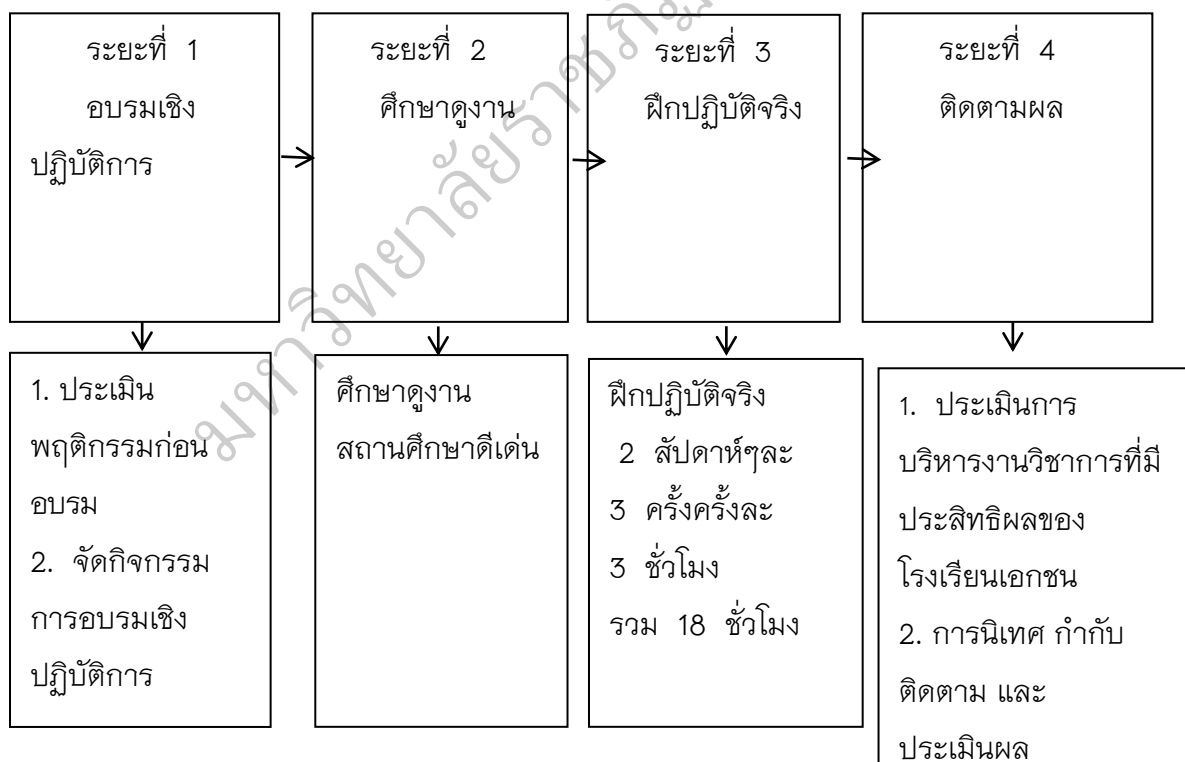 ระยะที่ 1
อบรมเชิง
ปฏิบัติการ
ระยะที่ 2
ศึกษาดูงาน
ระยะที่ 3
ฝึกปฏิบัติจริง
ระยะที่ 4
ติดตามผล
1. ประเมิน
พฤติกรรมก่อน
อบรม
2. จัดกิจกรรม
การอบรมเชิง
ปฏิบัติการ
ศึกษาดูงาน
สถานศึกษาดีเด่น
ฝึกปฏิบัติจริง
2 สัปดาห์ๆละ
3 ครั้งครั้งละ
3 ชั่วโมง
รวม 18 ชั่วโมง
1. ประเมินการ
บริหารงานวิชาการที่มี
ประสิทธิผลของ
โรงเรียนเอกชน
2. การนิเทศ กำกับ
ติดตาม และ
ประเมินผล
มหาวิทยาลัยราชภัฏ